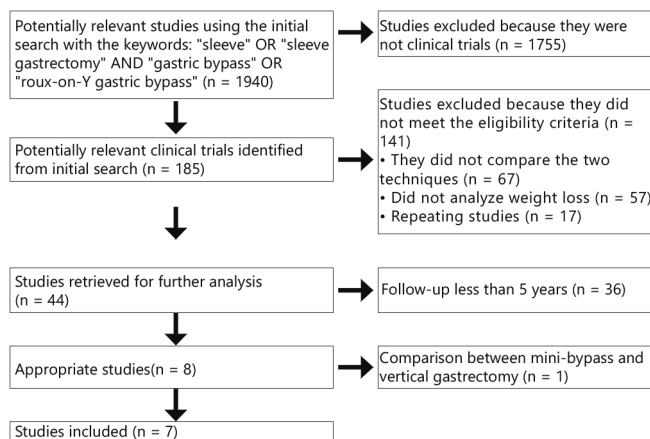 Potentially relevant studies using the initial
search with the keywords: "sleeve" OR "sleeve
gastrectomy" AND "gastric bypass" OR
"roux-on-Y gastric bypass" (n = 1940)
Studies excluded because they were
not clinical trials (n = 1755)
Potentially relevant clinical trials identified
from initial search (n = 185)
Studies excluded because they did
not meet the eligibility criteria (n =
141)
• They did not compare the two
techniques (n = 67)
• Did not analyze weight loss (n = 57)
• Repeating studies (n = 17)
Studies retrieved for further analysis
(n = 44)
Follow-up less than 5 years (n = 36)
Appropriate studies(n = 8)
Comparison between mini-bypass and
vertical gastrectomy (n = 1)
Studies included (n = 7)